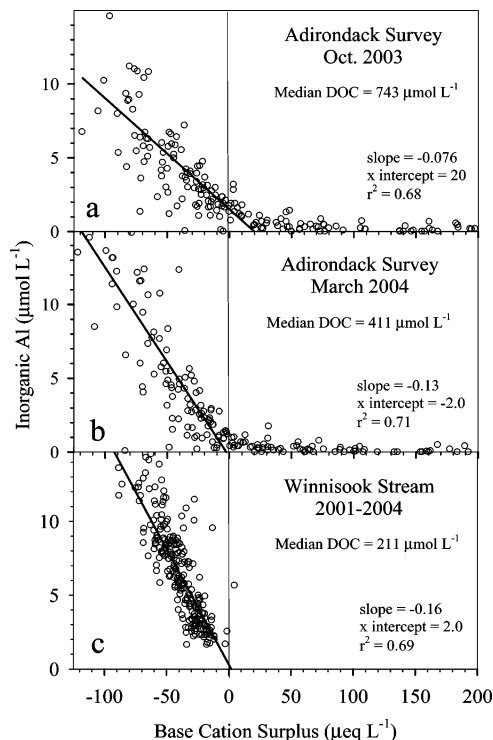 Adirondack Survey
Oct. 2003
Median DOC = 743 μmol L-1
slope = -0.076
x intercept = 20
r2 = 0.68
10
5
0
a
Adirondack Survey
March 2004
Median DOC = 411 μmol L-1
slope = -0.13
x intercept = -2.0
r2 = 0.71
10
5
0
b
Inorganic Al (μmol L-1)
Winnisook Stream
2001-2004
Median DOC = 211 μmol L-1
slope = -0.16
x intercept = 2.0
r2 = 0.69
10
5
0
c
-100 -50 0 50 100 150 200
Base Cation Surplus (μeq L-1)